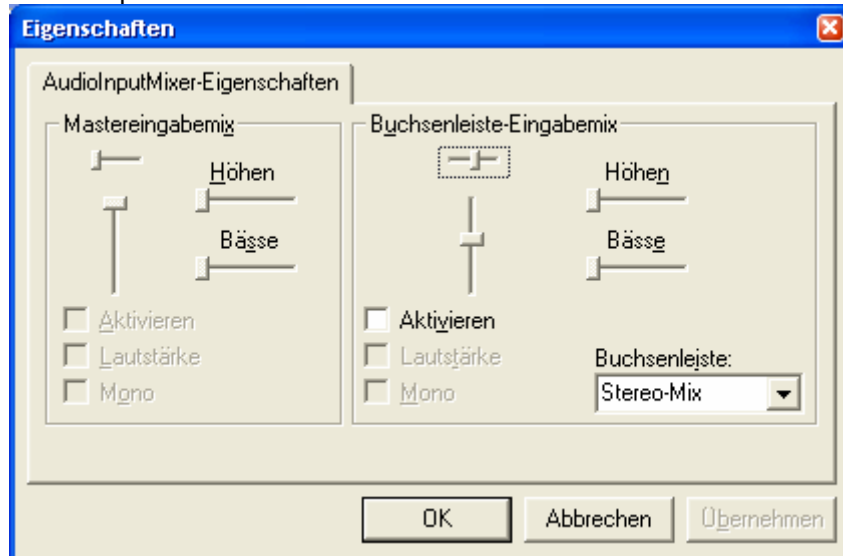 Eigenschaften
AudioInputMixer-Eigenschaften
Mastereingabemix
Höhen
Bässe
Aktivieren
Lautstärke
Mono
Buchsenleiste-Eingabemix
Höhen
Bässe
Aktivieren
Lautstärke
Mono
Buchsenleiste:
Stereo-Mix
OK
Abbrechen
Übernehmen